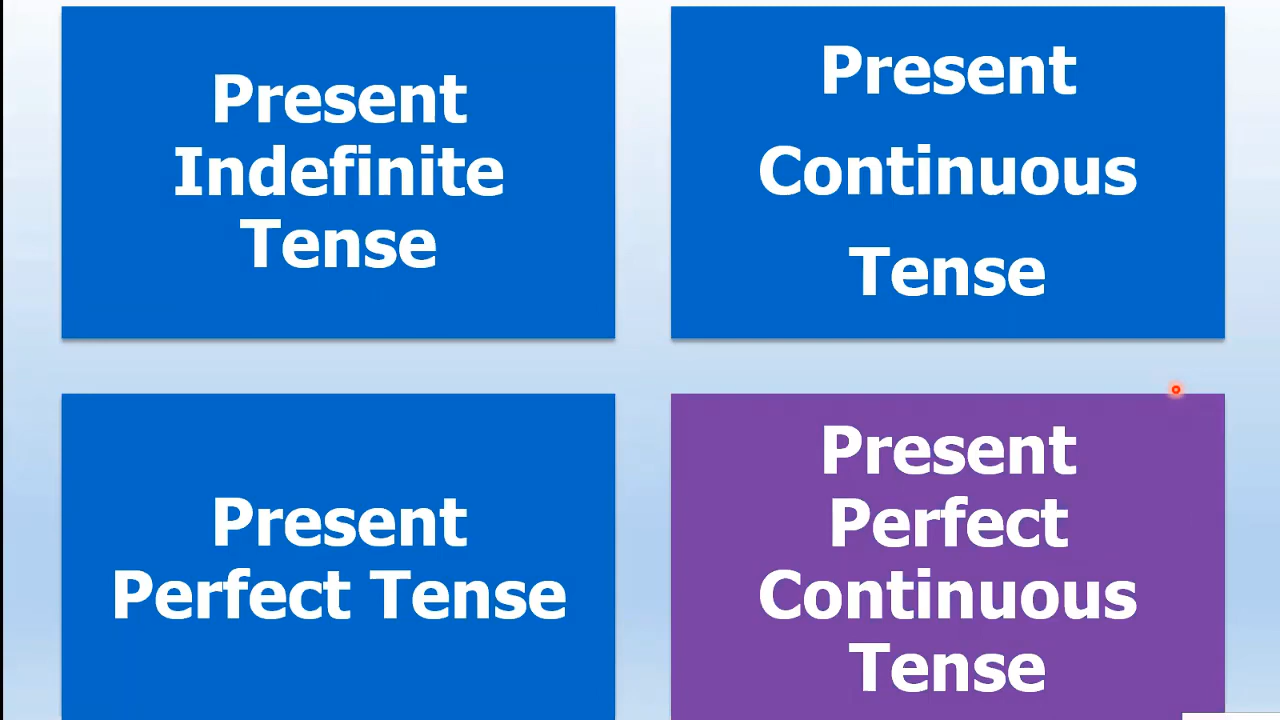 Present
Indefinite
Tense
Present
Continuous
Tense
Present
Perfect Tense
Present
Perfect
Continuous
Tense